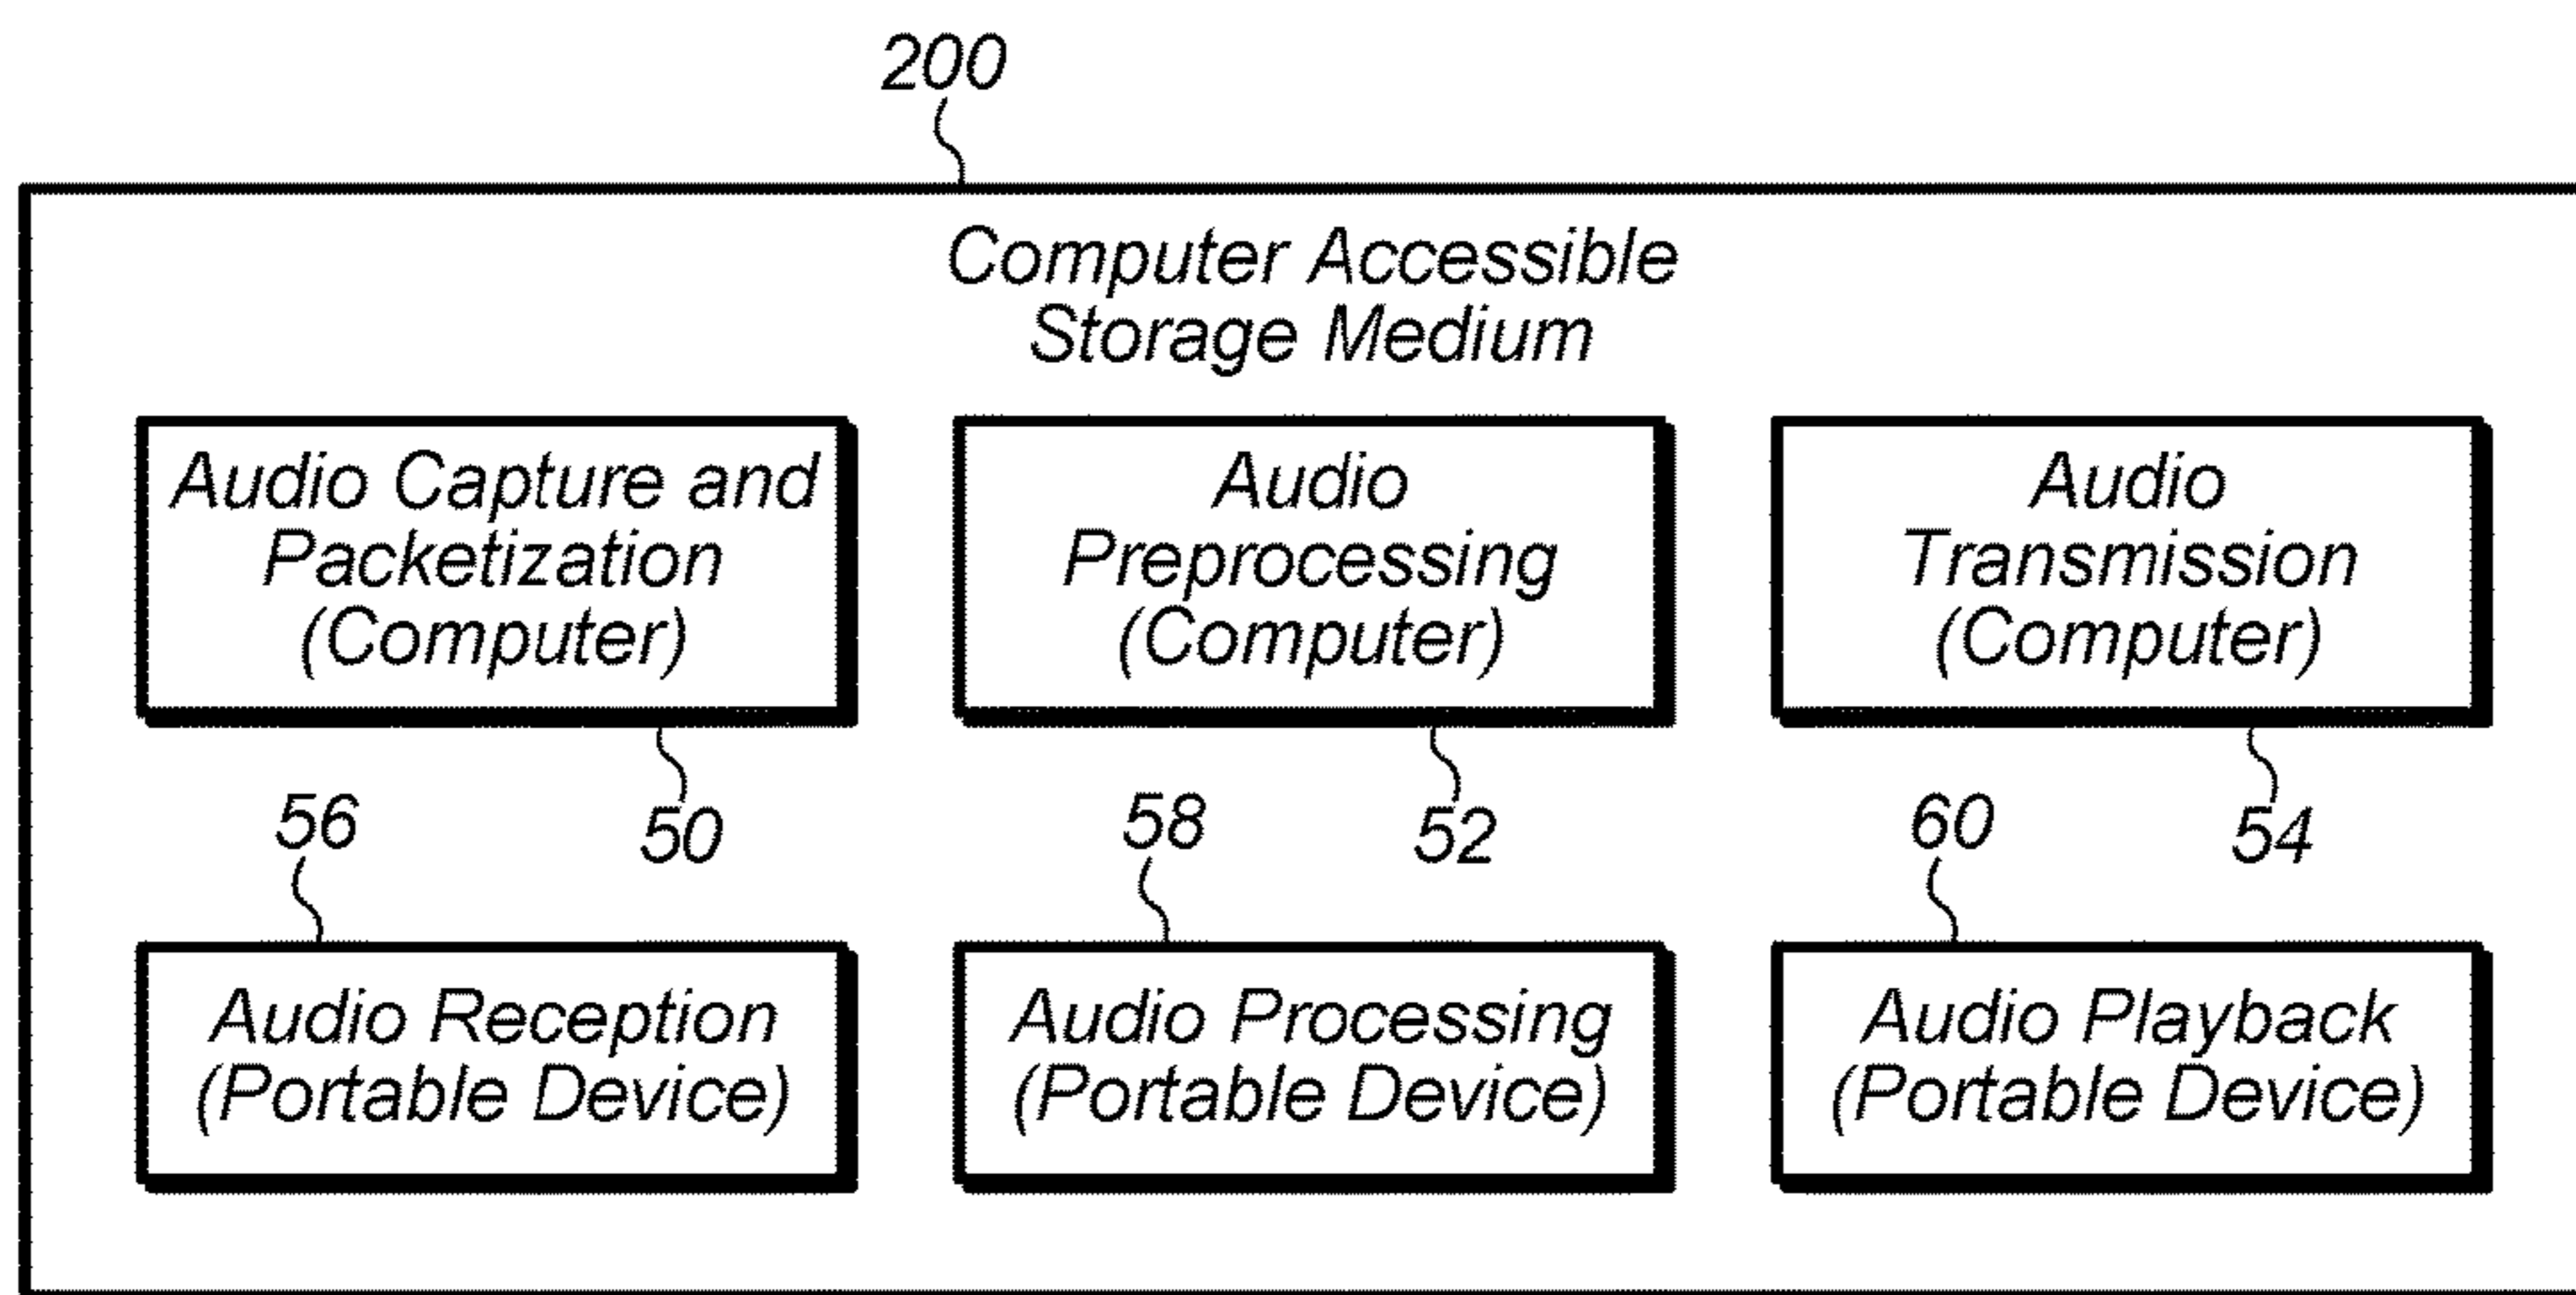 200
Computer Accessible
Storage Medium
Audio Capture and
Packetization
(Computer)
Audio
Preprocessing
(Computer)
Audio
Transmission
(Computer)
50
52
54
56
58
60
Audio Reception
(Portable Device)
Audio Processing
(Portable Device)
Audio Playback
(Portable Device)